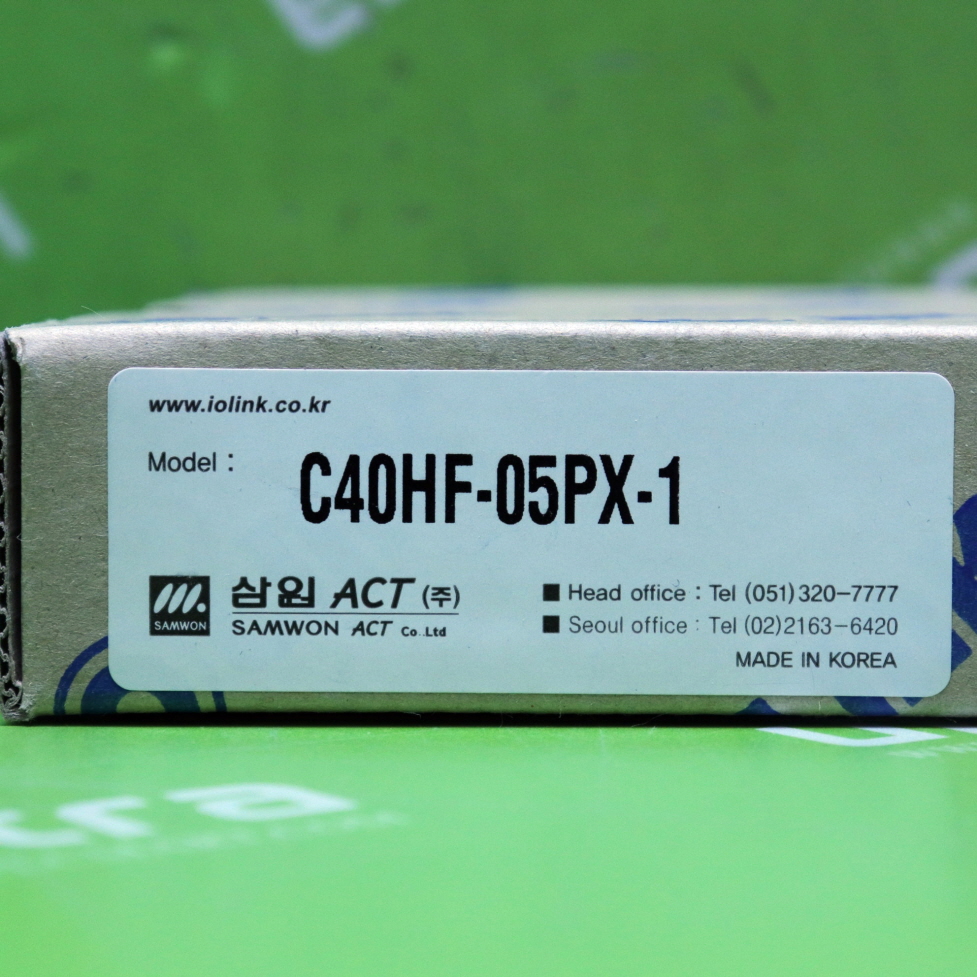 www.iolink.co.kr
Model : C40HF-05PX-1
SAMWON
삼원 ACT (주)
SAMWON ACT Co.,Ltd
■ Head office : Tel (051)320-7777
■ Seoul office : Tel (02)2163-6420
MADE IN KOREA
tra